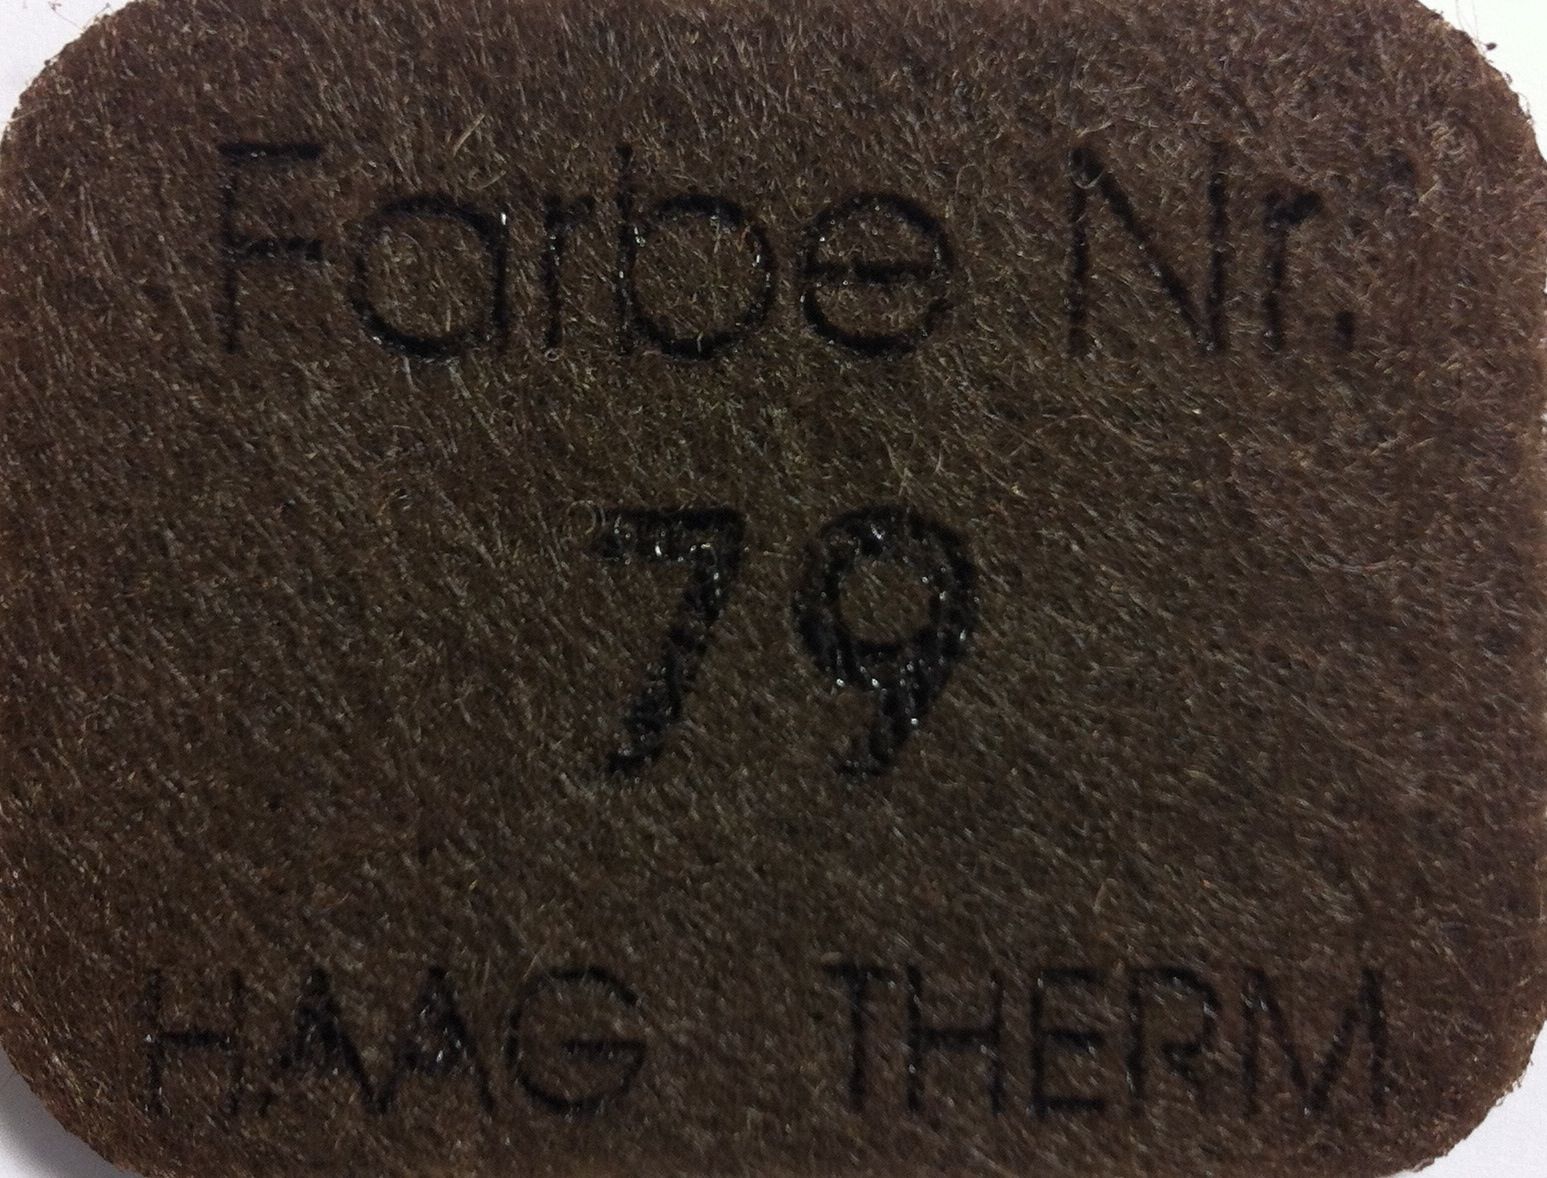 Farbe Nr.
79
HAAG THERM